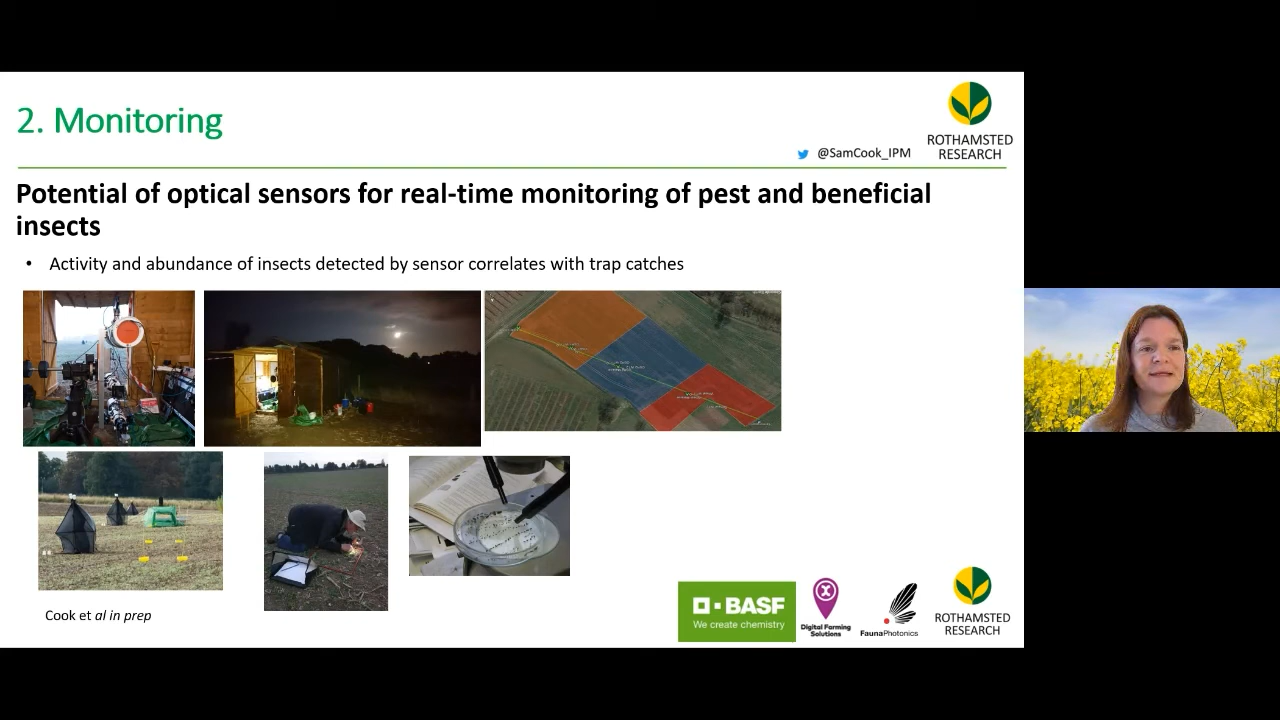 2. Monitoring
@SamCook_IPM
ROTHAMSTED
RESEARCH
Potential of optical sensors for real-time monitoring of pest and beneficial
insects
• Activity and abundance of insects detected by sensor correlates with trap catches
Cook et al in prep
BASF
We create chemistry
Digital Farming
Solutions
FaunaPhotonics
ROTHAMSTED
RESEARCH